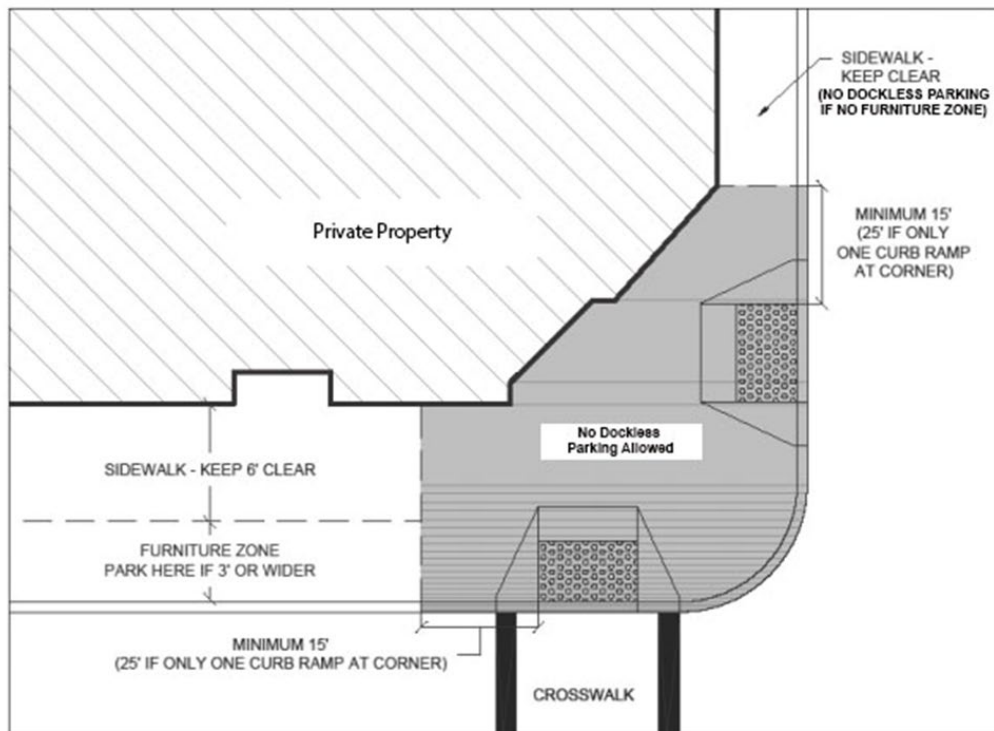 SIDEWALK -
KEEP CLEAR
(NO DOCKLESS PARKING
IF NO FURNITURE ZONE)
Private Property
MINIMUM 15'
(25' IF ONLY
ONE CURB RAMP
AT CORNER)
No Dockless
Parking Allowed
SIDEWALK - KEEP 6' CLEAR
FURNITURE ZONE
PARK HERE IF 3' OR WIDER
MINIMUM 15'
(25' IF ONLY ONE CURB RAMP AT CORNER)
CROSSWALK